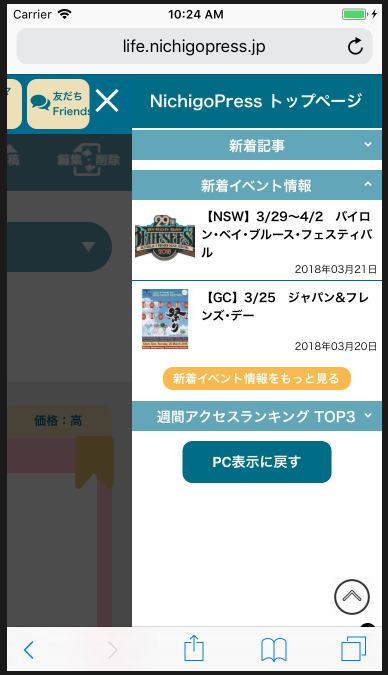 Carrier
10:24 AM
life.nichigopress.jp
友だち
Friends
編集・削除
価格：高
NichigoPress トップページ
新着記事
新着イベント情報
【NSW】3/29〜4/2　バイロ
ン・ベイ・ブルース・フェスティバ
ル
2018年03月21日
【GC】3/25　ジャパン&フレ
ンズ・デー
2018年03月20日
新着イベント情報をもっと見る
週間アクセスランキング TOP3
PC表示に戻す